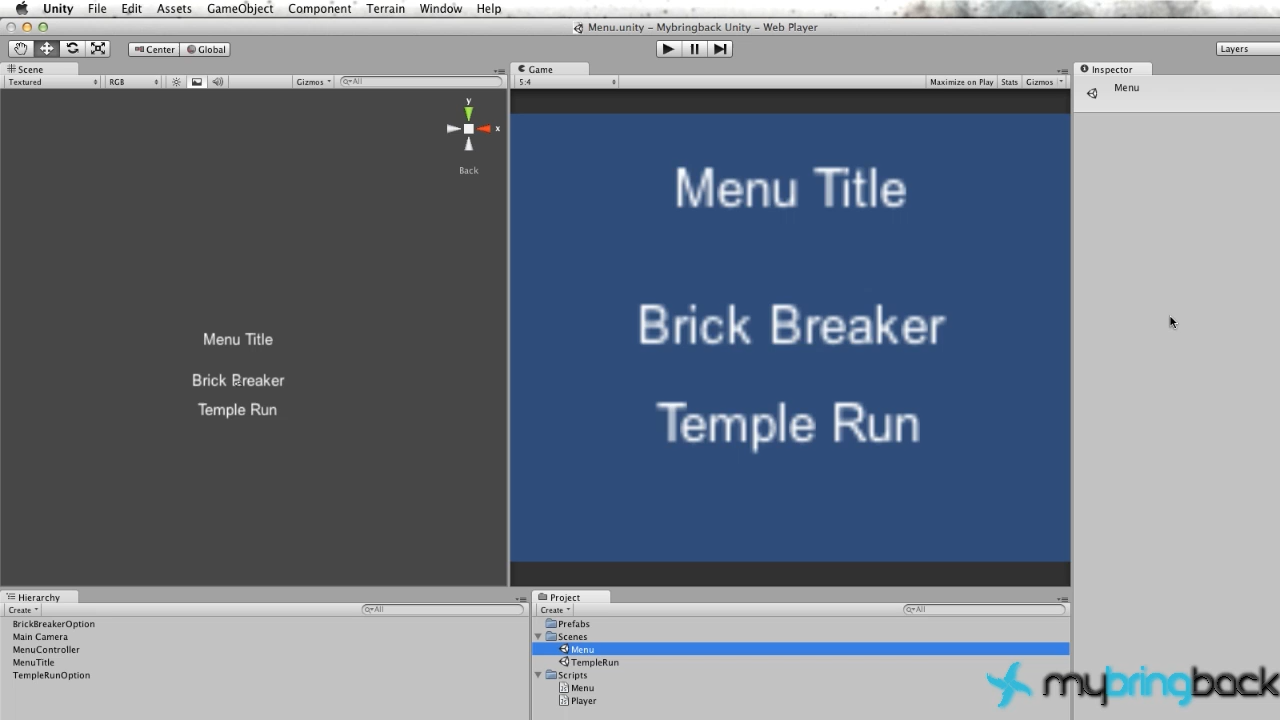 Unity File Edit Assets GameObject Component Terrain Window Help
Menu.unity – Mybringback Unity – Web Player
Center Global Layers
Scene
Textured RGB Gizmos All
y
x
Back
Menu Title
Brick Breaker
Temple Run
Game
5:4 Maximize on Play Stats Gizmos
Menu Title
Brick Breaker
Temple Run
Inspector
Menu
Hierarchy
Create All
BrickBreakerOption
Main Camera
MenuController
MenuTitle
TempleRunOption
Project
Create All
Prefabs
Scenes
Menu
TempleRun
Scripts
Menu
Player
mybringback